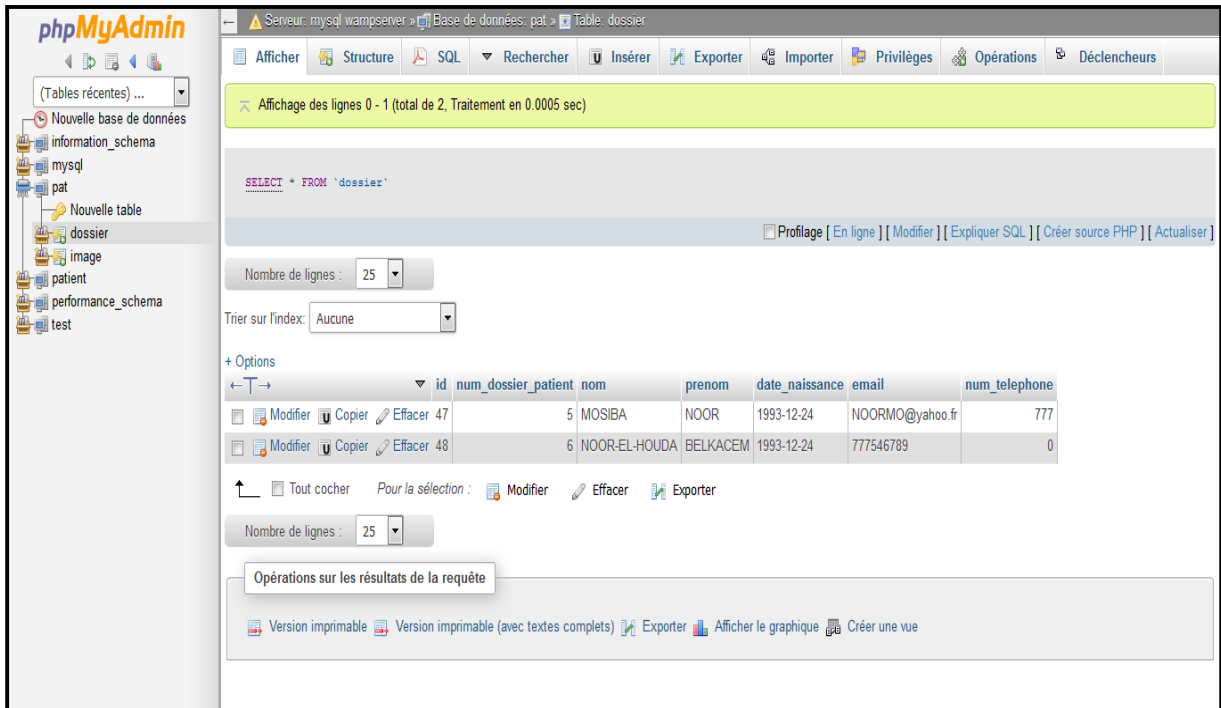 phpMyAdmin
(Tables récentes) ...
Nouvelle base de données
information_schema
mysql
pat
Nouvelle table
dossier
image
patient
performance_schema
test
Serveur: mysql wampserver » Base de données: pat » Table: dossier
Afficher Structure SQL Rechercher Insérer Exporter Importer Privilèges Opérations Déclencheurs
Affichage des lignes 0 - 1 (total de 2, Traitement en 0.0005 sec)
SELECT * FROM `dossier`
Profilage [ En ligne ] [ Modifier ] [ Expliquer SQL ] [ Créer source PHP ] [ Actualiser ]
Nombre de lignes : 25
Trier sur l'index: Aucune
+ Options
←T→ ▼ id num_dossier_patient nom prenom date_naissance email num_telephone
Modifier Copier Effacer 47 5 MOSIBA NOOR 1993-12-24 NOORMO@yahoo.fr 777
Modifier Copier Effacer 48 6 NOOR-EL-HOUDA BELKACEM 1993-12-24 777546789 0
Tout cocher Pour la sélection : Modifier Effacer Exporter
Nombre de lignes : 25
Opérations sur les résultats de la requête
Version imprimable Version imprimable (avec textes complets) Exporter Afficher le graphique Créer une vue